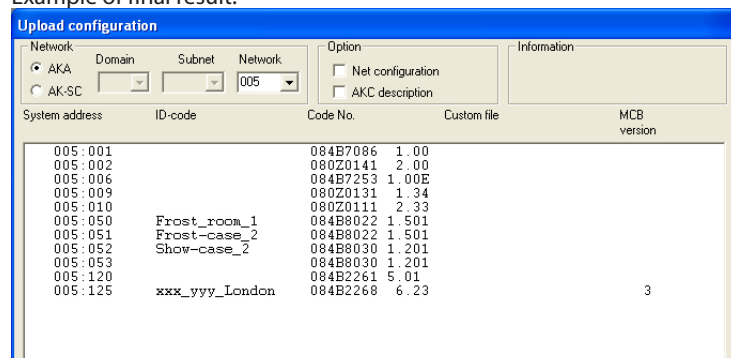 Example of final result:
Upload configuration
Network Option Information
AKA Domain Subnet Network
AK-SC 005
Net configuration
AKC description
System address ID-code Code No. Custom file MCB version
005:001 084B7086 1.00
005:002 080Z0141 2.00
005:006 084B7253 1.00E
005:009 080Z0131 1.34
005:010 080Z0111 2.33
005:050 Frost_room_1 084B8022 1.501
005:051 Frost-case_2 084B8022 1.501
005:052 Show-case_2 084B8030 1.201
005:053 084B8030 1.201
005:120 084B2261 5.01
005:125 xxx_yyy_London 084B2268 6.23 3